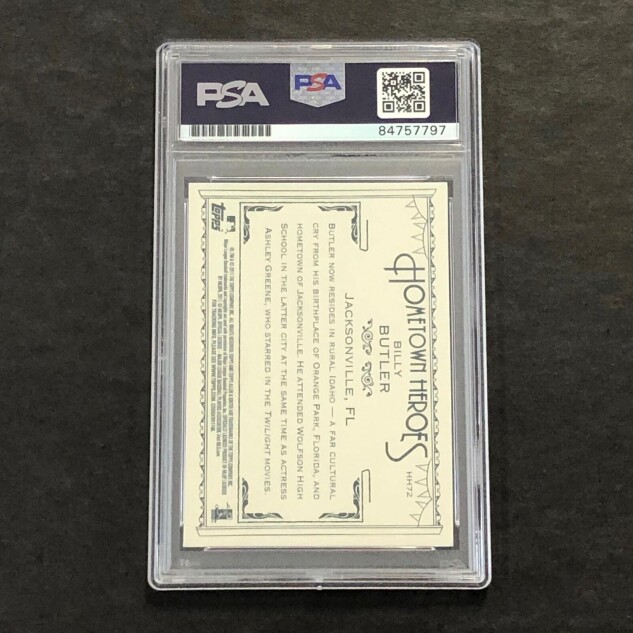 PSA
PSA
84757797
HOMETOWN HEROES
HH72
BILLY
BUTLER
JACKSONVILLE, FL
BUTLER NOW RESIDES IN RURAL IDAHO — A FAR CULTURAL
CRY FROM HIS BIRTHPLACE OF ORANGE PARK, FLORIDA, AND
HOMETOWN OF JACKSONVILLE. HE ATTENDED WOLFSON HIGH
SCHOOL IN THE LATTER CITY AT THE SAME TIME AS ACTRESS
ASHLEY GREENE, WHO STARRED IN THE TWILIGHT MOVIES.
TOPPS